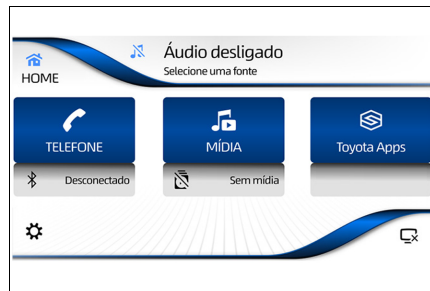 Áudio desligado
Selecione uma fonte
HOME
TELEFONE
MÍDIA
Toyota Apps
Desconectado
Sem mídia